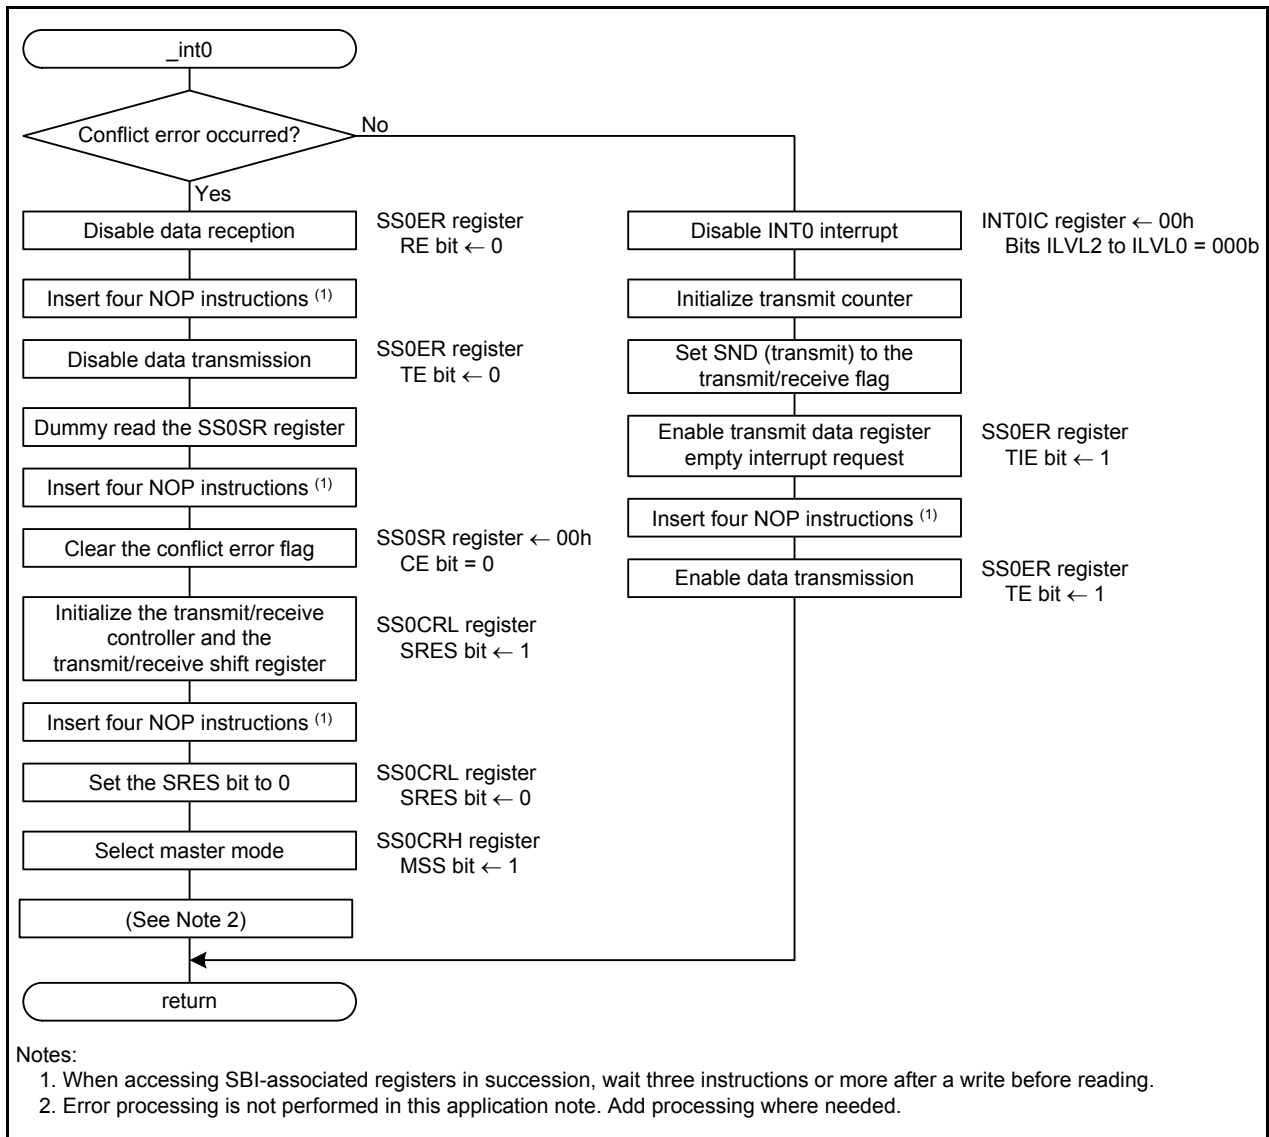 _int0
Conflict error occurred?
No
Yes
Disable data reception
SS0ER register
RE bit ← 0
Insert four NOP instructions (1)
Disable data transmission
SS0ER register
TE bit ← 0
Dummy read the SS0SR register
Insert four NOP instructions (1)
Clear the conflict error flag
SS0SR register ← 00h
CE bit = 0
Initialize the transmit/receive
controller and the
transmit/receive shift register
SS0CRL register
SRES bit ← 1
Insert four NOP instructions (1)
Set the SRES bit to 0
SS0CRL register
SRES bit ← 0
Select master mode
SS0CRH register
MSS bit ← 1
(See Note 2)
return
Disable INT0 interrupt
INT0IC register ← 00h
Bits ILVL2 to ILVL0 = 000b
Initialize transmit counter
Set SND (transmit) to the
transmit/receive flag
Enable transmit data register
empty interrupt request
SS0ER register
TIE bit ← 1
Insert four NOP instructions (1)
Enable data transmission
SS0ER register
TE bit ← 1
Notes:
1. When accessing SBI-associated registers in succession, wait three instructions or more after a write before reading.
2. Error processing is not performed in this application note. Add processing where needed.